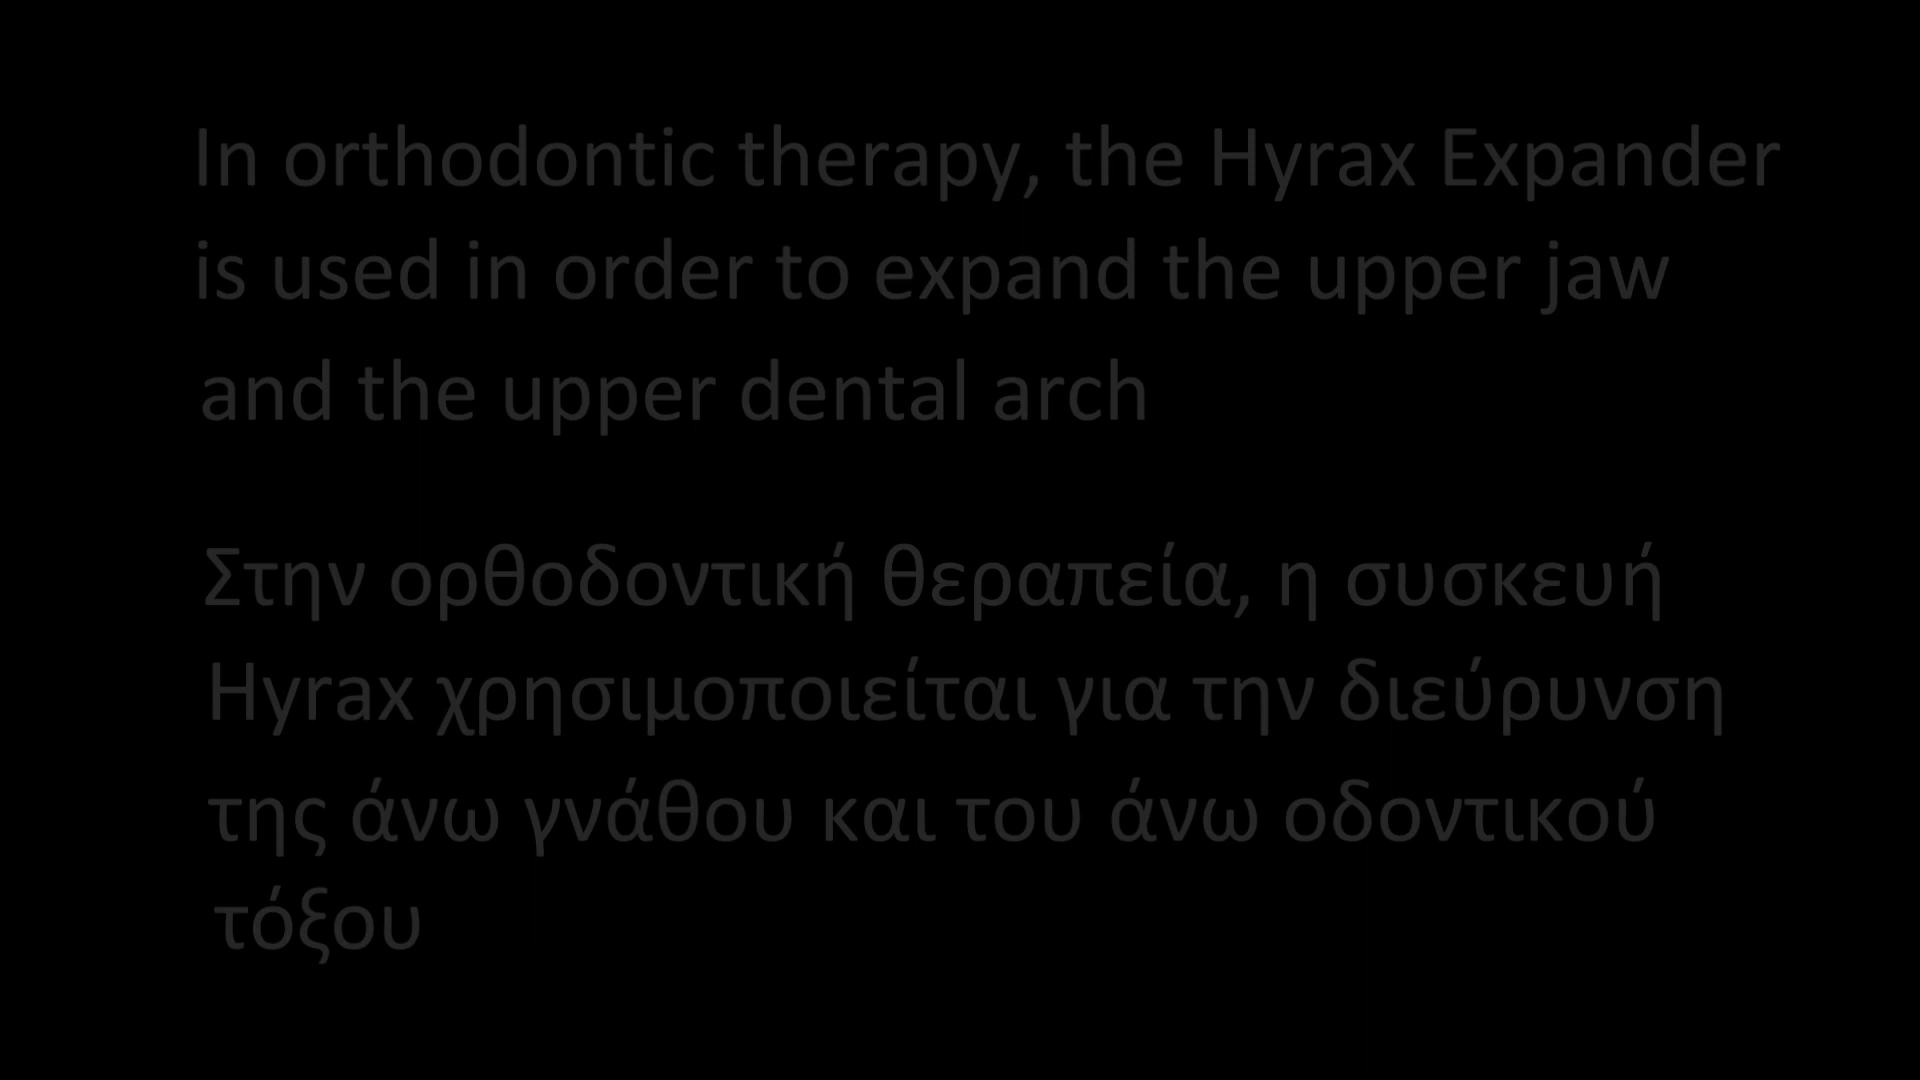 In orthodontic therapy, the Hyrax Expander
is used in order to expand the upper jaw
and the upper dental arch
Στην ορθοδοντική θεραπεία, η συσκευή
Hyrax χρησιμοποιείται για την διεύρυνση
της άνω γνάθου και του άνω οδοντικού
τόξου